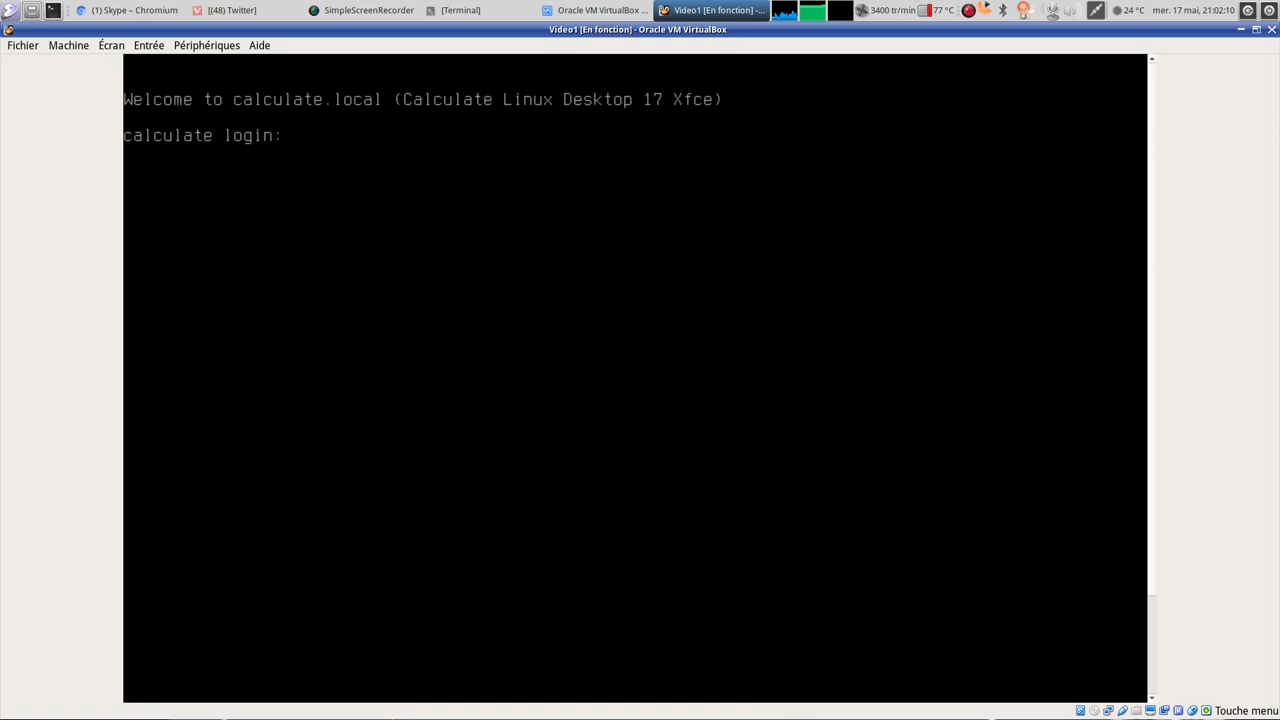 (1) Skype – Chromium
[(48) Twitter]
SimpleScreenRecorder
[Terminal]
Oracle VM VirtualBox ...
Video1 [En fonction] -...
3400 tr/min
77 °C
24 °C
mer. 17 mai, 21:02:10
Video1 [En fonction] - Oracle VM VirtualBox
Fichier Machine Écran Entrée Périphériques Aide
Welcome to calculate.local (Calculate Linux Desktop 17 Xfce)
calculate login:
Touche menu